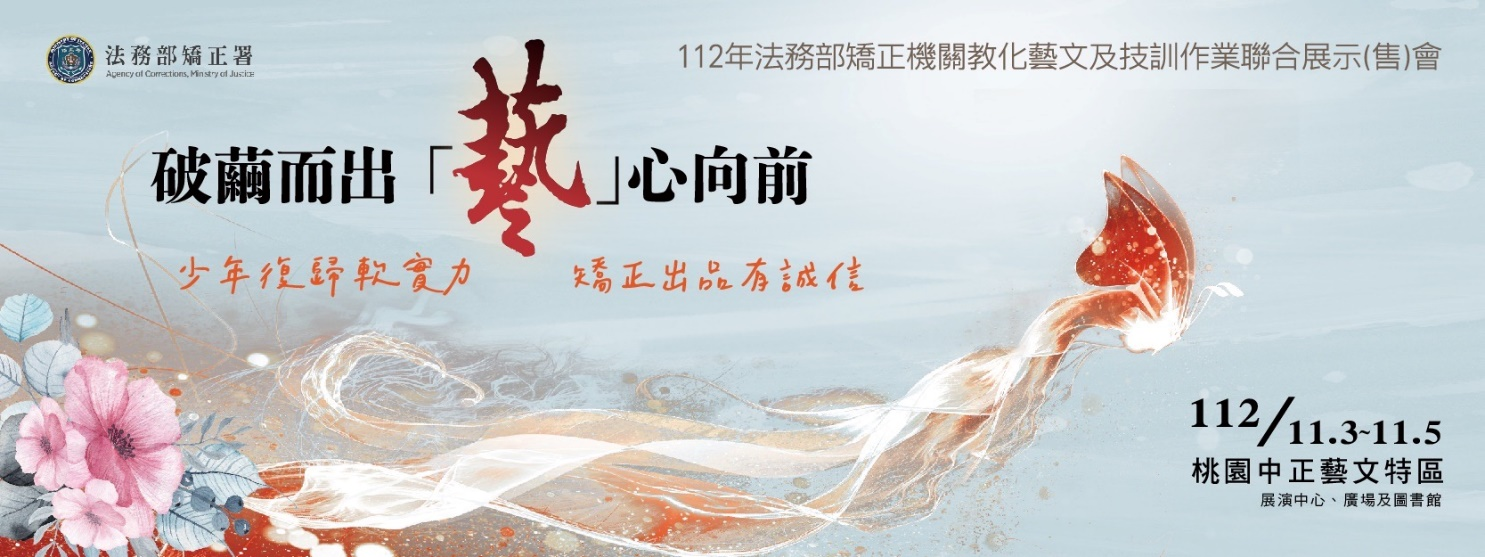 法務部矯正署
Agency of Corrections, Ministry of Justice
112年法務部矯正機關教化藝文及技訓作業聯合展示(售)會
破繭而出「藝」心向前
少年復歸軟實力 矯正出品有誠信
112/11.3~11.5
桃園中正藝文特區
展演中心、廣場及圖書館